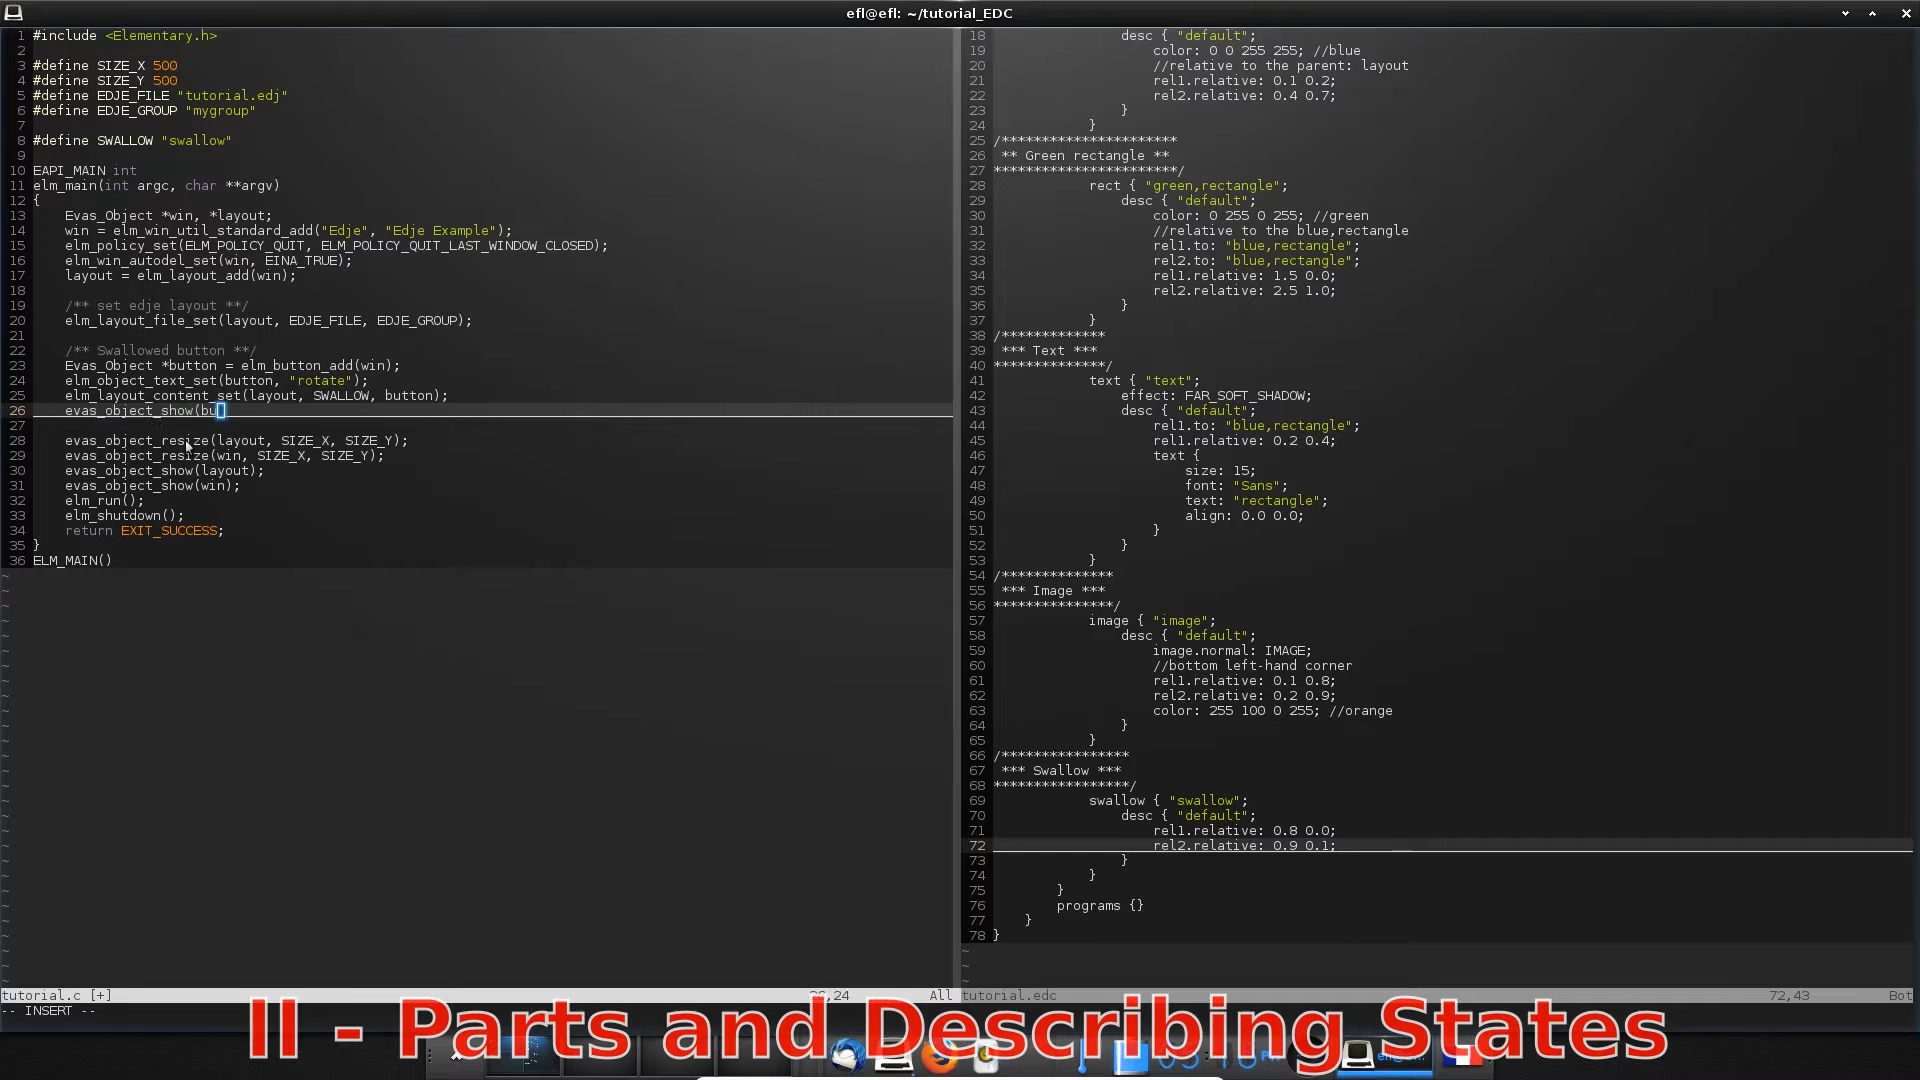 efl@efl: ~/tutorial_EDC
1 #include <Elementary.h>
2
3 #define SIZE_X 500
4 #define SIZE_Y 500
5 #define EDJE_FILE "tutorial.edj"
6 #define EDJE_GROUP "mygroup"
7
8 #define SWALLOW "swallow"
9
10 EAPI_MAIN int
11 elm_main(int argc, char **argv)
12 {
13 Evas_Object *win, *layout;
14 win = elm_win_util_standard_add("Edje", "Edje Example");
15 elm_policy_set(ELM_POLICY_QUIT, ELM_POLICY_QUIT_LAST_WINDOW_CLOSED);
16 elm_win_autodel_set(win, EINA_TRUE);
17 layout = elm_layout_add(win);
18
19 /** set edje layout **/
20 elm_layout_file_set(layout, EDJE_FILE, EDJE_GROUP);
21
22 /** Swallowed button **/
23 Evas_Object *button = elm_button_add(win);
24 elm_object_text_set(button, "rotate");
25 elm_layout_content_set(layout, SWALLOW, button);
26 evas_object_show(bu
27
28 evas_object_resize(layout, SIZE_X, SIZE_Y);
29 evas_object_resize(win, SIZE_X, SIZE_Y);
30 evas_object_show(layout);
31 evas_object_show(win);
32 elm_run();
33 elm_shutdown();
34 return EXIT_SUCCESS;
35 }
36 ELM_MAIN()
tutorial.c [+] All
-- INSERT --
18 desc { "default";
19 color: 0 0 255 255; //blue
20 //relative to the parent: layout
21 rel1.relative: 0.1 0.2;
22 rel2.relative: 0.4 0.7;
23 }
24 }
25 /**********************
26 ** Green rectangle **
27 ***********************/
28 rect { "green,rectangle";
29 desc { "default";
30 color: 0 255 0 255; //green
31 //relative to the blue,rectangle
32 rel1.to: "blue,rectangle";
33 rel2.to: "blue,rectangle";
34 rel1.relative: 1.5 0.0;
35 rel2.relative: 2.5 1.0;
36 }
37 }
38 /*************
39 *** Text ***
40 **************/
41 text { "text";
42 effect: FAR_SOFT_SHADOW;
43 desc { "default";
44 rel1.to: "blue,rectangle";
45 rel1.relative: 0.2 0.4;
46 text {
47 size: 15;
48 font: "Sans";
49 text: "rectangle";
50 align: 0.0 0.0;
51 }
52 }
53 }
54 /**************
55 *** Image ***
56 ***************/
57 image { "image";
58 desc { "default";
59 image.normal: IMAGE;
60 //bottom left-hand corner
61 rel1.relative: 0.1 0.8;
62 rel2.relative: 0.2 0.9;
63 color: 255 100 0 255; //orange
64 }
65 }
66 /****************
67 *** Swallow ***
68 *****************/
69 swallow { "swallow";
70 desc { "default";
71 rel1.relative: 0.8 0.0;
72 rel2.relative: 0.9 0.1;
73 }
74 }
75 }
76 programs {}
77 }
78 }
tutorial.edc 72,43 Bot
II - Parts and Describing States